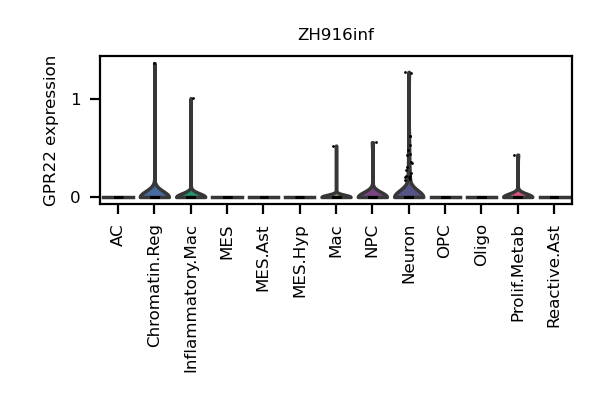 ZH916inf
GPR22 expression
1
0
AC
Chromatin.Reg
Inflammatory.Mac
MES
MES.Ast
MES.Hyp
Mac
NPC
Neuron
OPC
Oligo
Prolif.Metab
Reactive.Ast